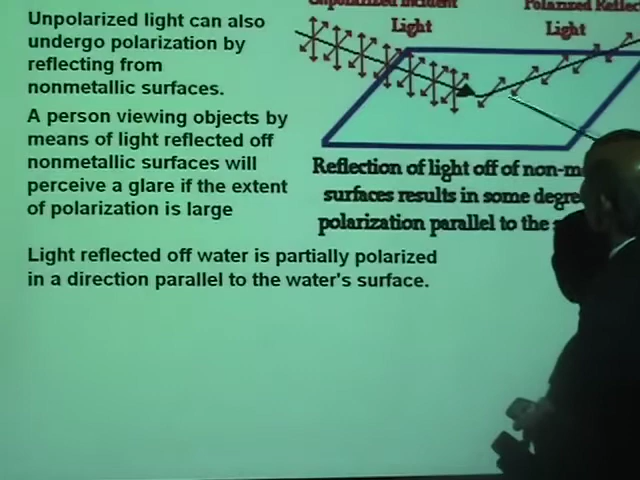 Unpolarized light can also
undergo polarization by
reflecting from
nonmetallic surfaces.
A person viewing objects by
means of light reflected off
nonmetallic surfaces will
perceive a glare if the extent
of polarization is large
Light reflected off water is partially polarized
in a direction parallel to the water's surface.
Unpolarized Incident
Light
Polarized
Light
Reflection of light off of
surfaces results in some
polarization parallel to the